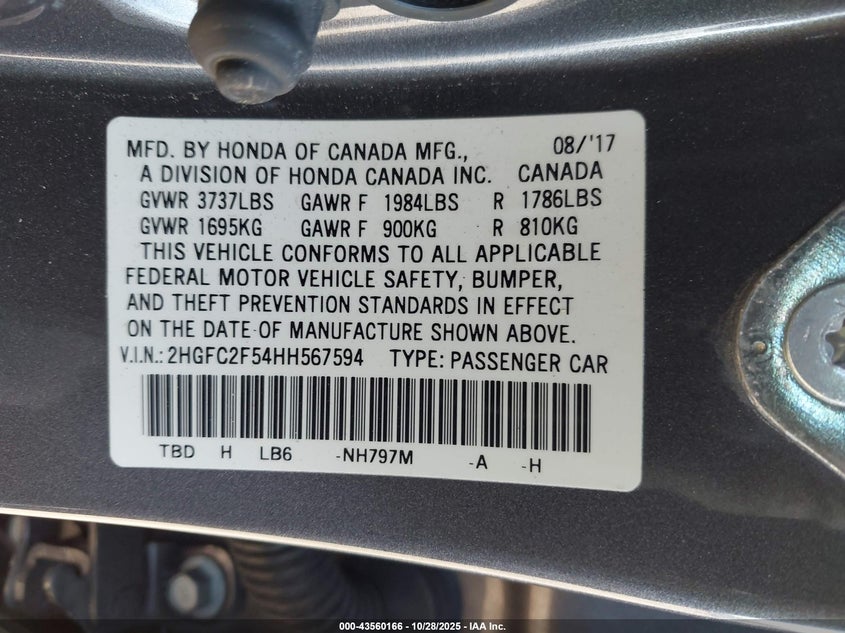 MFD. BY HONDA OF CANADA MFG., 08/'17
A DIVISION OF HONDA CANADA INC. CANADA
GVWR 3737LBS GAWR F 1984LBS R 1786LBS
GVWR 1695KG GAWR F 900KG R 810KG
THIS VEHICLE CONFORMS TO ALL APPLICABLE
FEDERAL MOTOR VEHICLE SAFETY, BUMPER,
AND THEFT PREVENTION STANDARDS IN EFFECT
ON THE DATE OF MANUFACTURE SHOWN ABOVE.
V.I.N.: 2HGFC2F54HH567594 TYPE: PASSENGER CAR
TBD H LB6 -NH797M -A -H
000-43560166 - 10/28/2025 - IAA Inc.